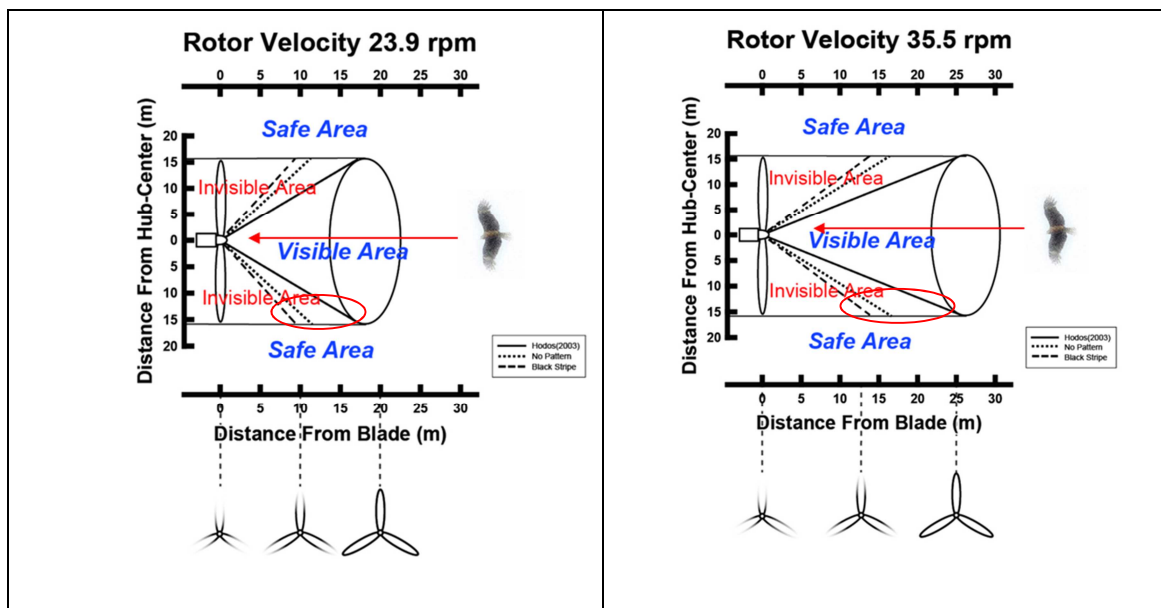 Rotor Velocity 23.9 rpm
0 5 10 15 20 25 30
Distance From Hub-Center (m)
20
15
10
5
0
5
10
15
20
Safe Area
Invisible Area
Visible Area
Invisible Area
Safe Area
Hodos(2003)
No Pattern
Black Stripe
0 5 10 15 20 25 30
Distance From Blade (m)
Rotor Velocity 35.5 rpm
0 5 10 15 20 25 30
Distance From Hub-Center (m)
20
15
10
5
0
5
10
15
20
Safe Area
Invisible Area
Visible Area
Invisible Area
Safe Area
Hodos(2003)
No Pattern
Black Stripe
0 5 10 15 20 25 30
Distance From Blade (m)